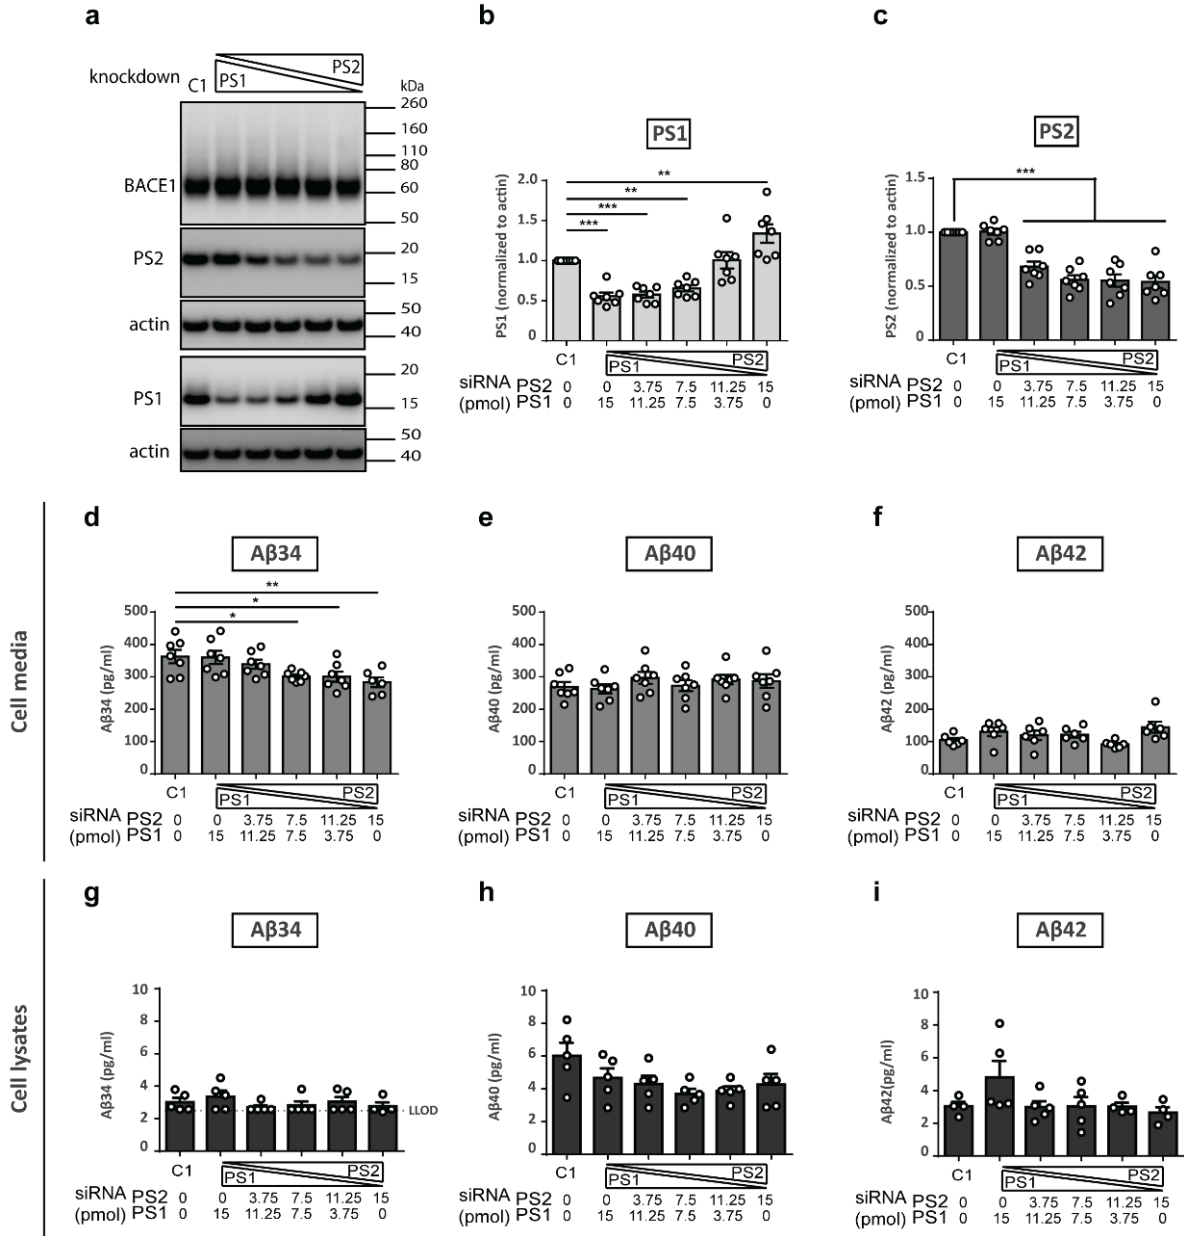 a
knockdown C1 PS1 PS2 kDa
260
160
110
80
BACE1 60
50
20
PS2
15
50
actin
40
20
PS1
15
50
actin
40
b
PS1
PS1 (normalized to actin)
2.0
1.5
1.0
0.5
0
**
**
***
***
C1 PS1 PS2
siRNA PS2 0 0 3.75 7.5 11.25 15
(pmol) PS1 0 15 11.25 7.5 3.75 0
c
PS2
PS2 (normalized to actin)
1.5
1.0
0.5
0
***
C1 PS1 PS2
siRNA PS2 0 0 3.75 7.5 11.25 15
(pmol) PS1 0 15 11.25 7.5 3.75 0
Cell media
d
Aβ34
Aβ34 (pg/ml)
500
400
300
200
100
0
**
*
*
C1 PS1 PS2
siRNA PS2 0 0 3.75 7.5 11.25 15
(pmol) PS1 0 15 11.25 7.5 3.75 0
e
Aβ40
Aβ40 (pg/ml)
500
400
300
200
100
0
C1 PS1 PS2
siRNA PS2 0 0 3.75 7.5 11.25 15
(pmol) PS1 0 15 11.25 7.5 3.75 0
f
Aβ42
Aβ42 (pg/ml)
500
400
300
200
100
0
C1 PS1 PS2
siRNA PS2 0 0 3.75 7.5 11.25 15
(pmol) PS1 0 15 11.25 7.5 3.75 0
Cell lysates
g
Aβ34
Aβ34 (pg/ml)
10
8
6
4
2
0
LLOD
C1 PS1 PS2
siRNA PS2 0 0 3.75 7.5 11.25 15
(pmol) PS1 0 15 11.25 7.5 3.75 0
h
Aβ40
Aβ40 (pg/ml)
10
8
6
4
2
0
C1 PS1 PS2
siRNA PS2 0 0 3.75 7.5 11.25 15
(pmol) PS1 0 15 11.25 7.5 3.75 0
i
Aβ42
Aβ42(pg/ml)
10
8
6
4
2
0
C1 PS1 PS2
siRNA PS2 0 0 3.75 7.5 11.25 15
(pmol) PS1 0 15 11.25 7.5 3.75 0